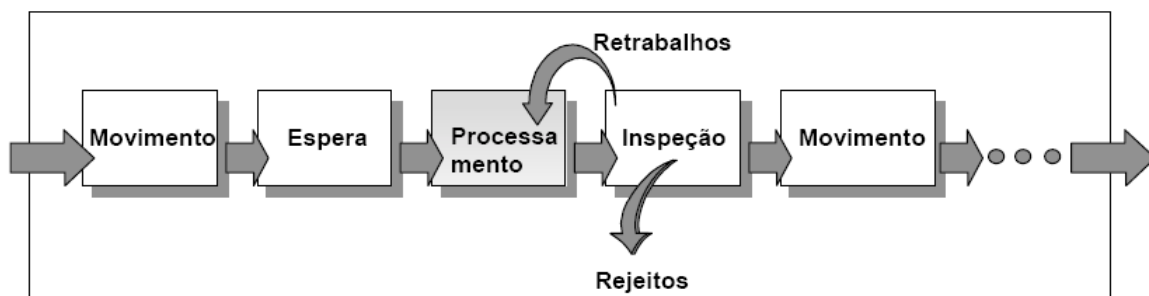 Retrabalhos
Movimento
Espera
Processa
mento
Inspeção
Movimento
Rejeitos